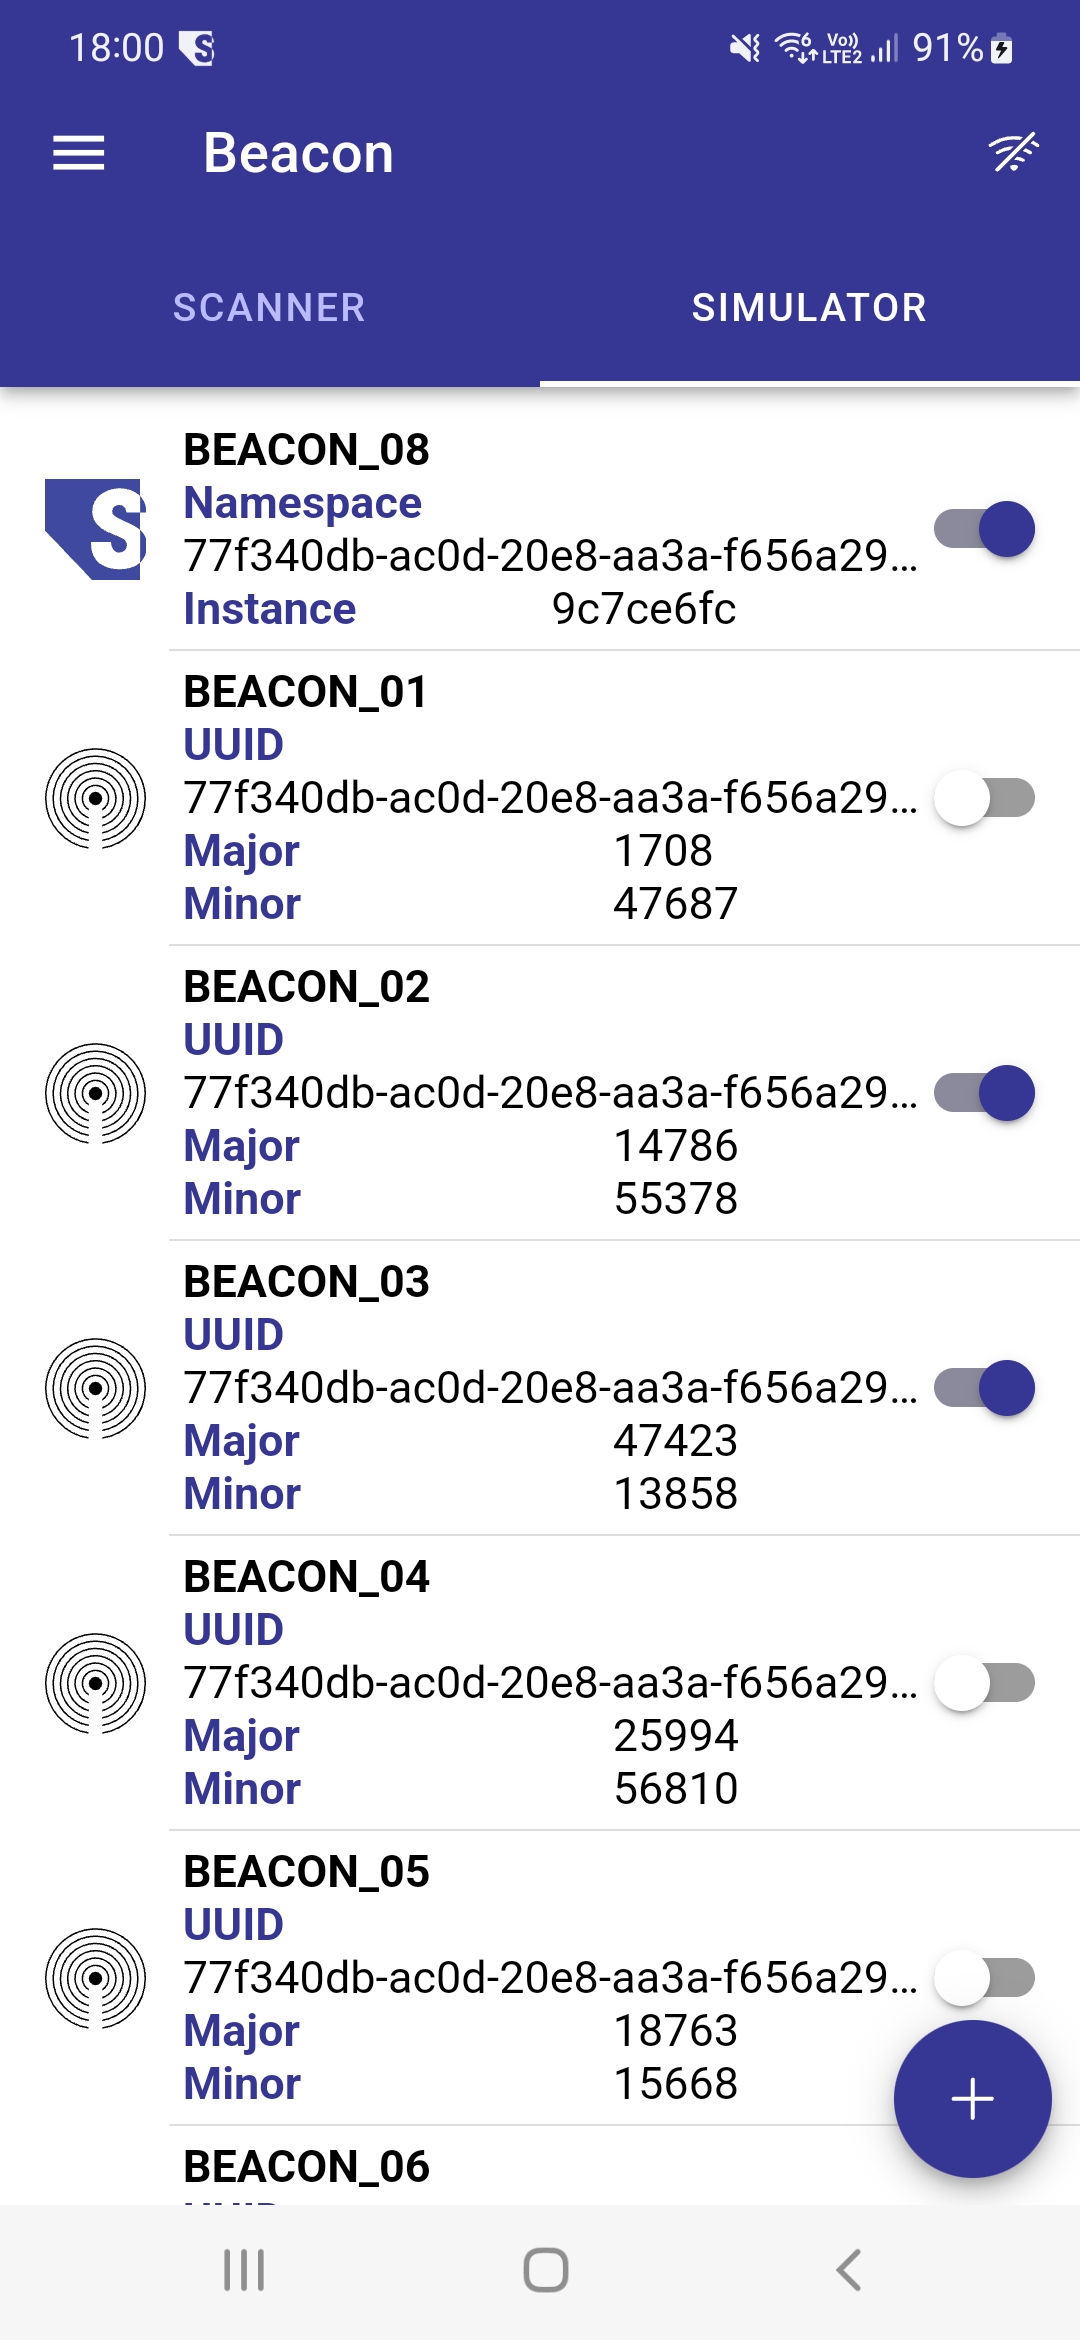 18:00 Vo)) LTE2 91%
Beacon
SCANNER SIMULATOR
BEACON_08
Namespace
77f340db-ac0d-20e8-aa3a-f656a29...
Instance 9c7ce6fc
BEACON_01
UUID
77f340db-ac0d-20e8-aa3a-f656a29...
Major 1708
Minor 47687
BEACON_02
UUID
77f340db-ac0d-20e8-aa3a-f656a29...
Major 14786
Minor 55378
BEACON_03
UUID
77f340db-ac0d-20e8-aa3a-f656a29...
Major 47423
Minor 13858
BEACON_04
UUID
77f340db-ac0d-20e8-aa3a-f656a29...
Major 25994
Minor 56810
BEACON_05
UUID
77f340db-ac0d-20e8-aa3a-f656a29...
Major 18763
Minor 15668
BEACON_06